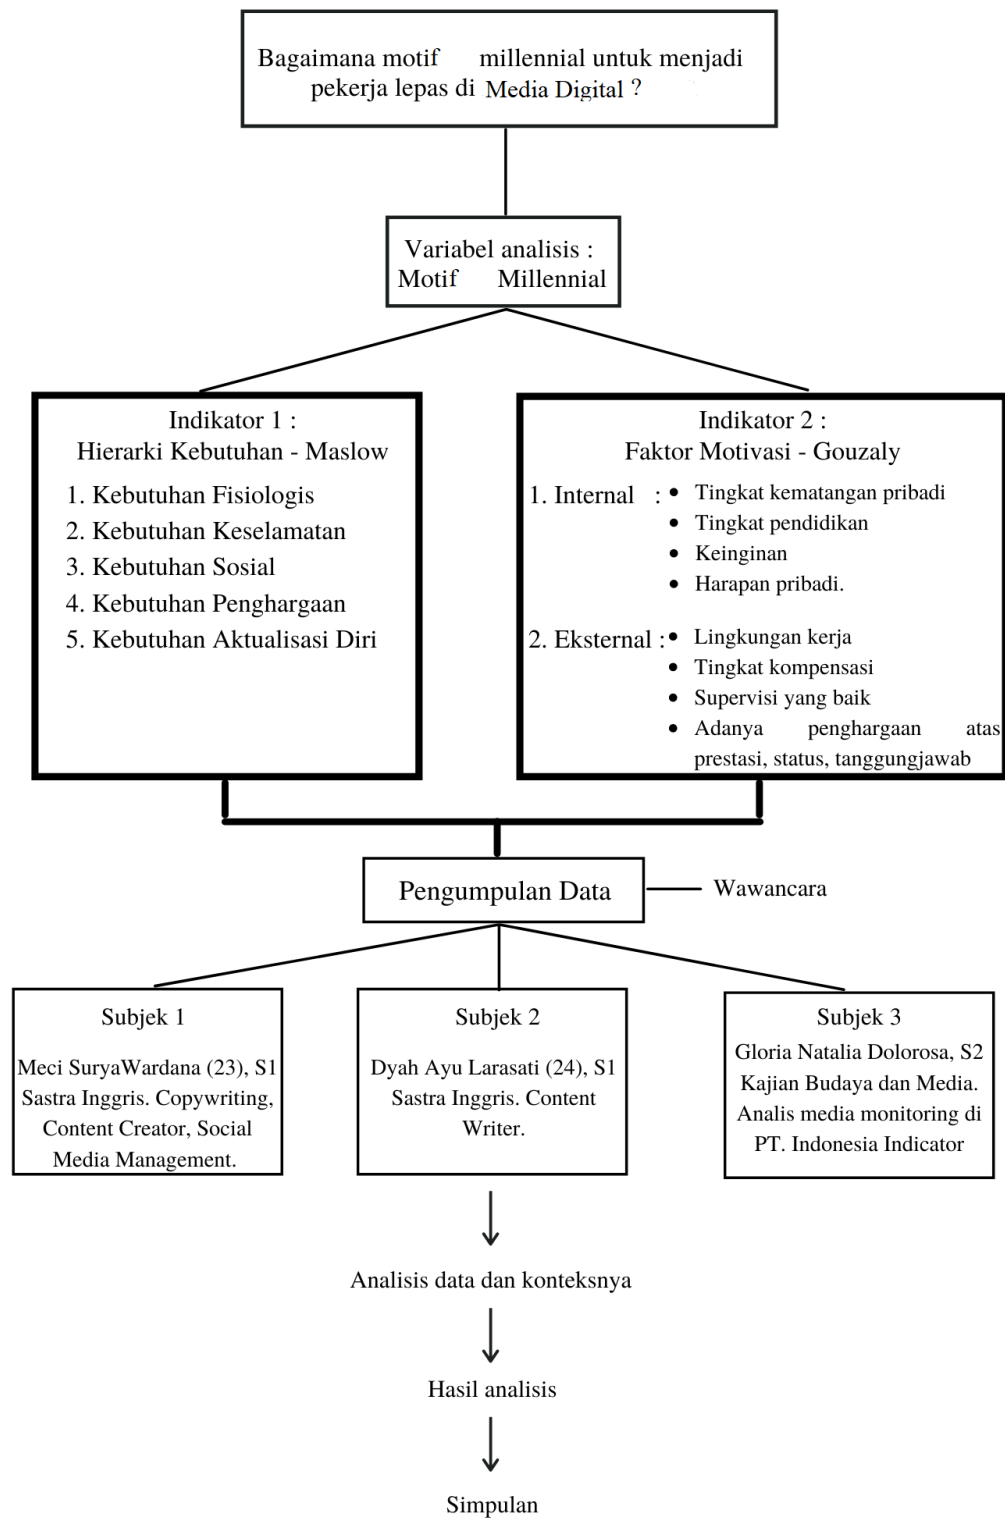 Bagaimana motif millennial untuk menjadi
pekerja lepas di Media Digital ?
Variabel analisis :
Motif Millennial
Indikator 1 :
Hierarki Kebutuhan - Maslow
1. Kebutuhan Fisiologis
2. Kebutuhan Keselamatan
3. Kebutuhan Sosial
4. Kebutuhan Penghargaan
5. Kebutuhan Aktualisasi Diri
Indikator 2 :
Faktor Motivasi - Gouzaly
1. Internal : • Tingkat kematangan pribadi
• Tingkat pendidikan
• Keinginan
• Harapan pribadi.
2. Eksternal : • Lingkungan kerja
• Tingkat kompensasi
• Supervisi yang baik
• Adanya penghargaan atas
prestasi, status, tanggungjawab
Pengumpulan Data
Wawancara
Subjek 1
Meci SuryaWardana (23), S1
Sastra Inggris. Copywriting,
Content Creator, Social
Media Management.
Subjek 2
Dyah Ayu Larasati (24), S1
Sastra Inggris. Content
Writer.
Subjek 3
Gloria Natalia Dolorosa, S2
Kajian Budaya dan Media.
Analis media monitoring di
PT. Indonesia Indicator
Analisis data dan konteksnya
Hasil analisis
Simpulan